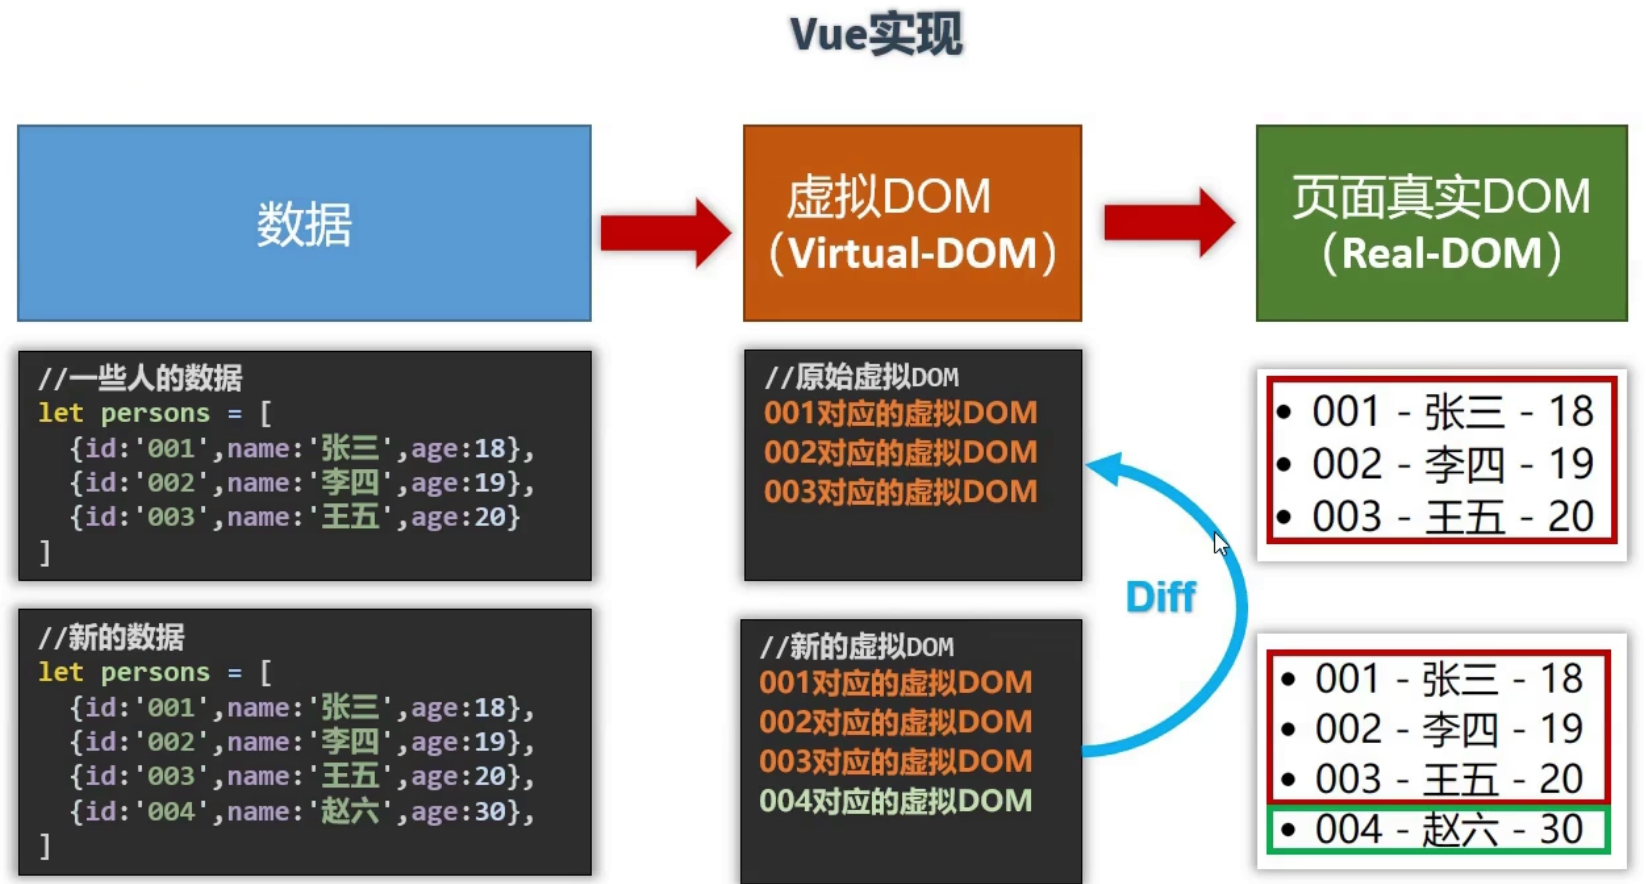 Vue实现
数据
虚拟DOM
（Virtual-DOM）
页面真实DOM
（Real-DOM）
//一些人的数据
let persons = [
{id:'001',name:'张三',age:18},
{id:'002',name:'李四',age:19},
{id:'003',name:'王五',age:20}
]
//原始虚拟DOM
001对应的虚拟DOM
002对应的虚拟DOM
003对应的虚拟DOM
001 - 张三 - 18
002 - 李四 - 19
003 - 王五 - 20
Diff
//新的数据
let persons = [
{id:'001',name:'张三',age:18},
{id:'002',name:'李四',age:19},
{id:'003',name:'王五',age:20},
{id:'004',name:'赵六',age:30},
]
//新的虚拟DOM
001对应的虚拟DOM
002对应的虚拟DOM
003对应的虚拟DOM
004对应的虚拟DOM
001 - 张三 - 18
002 - 李四 - 19
003 - 王五 - 20
004 - 赵六 - 30